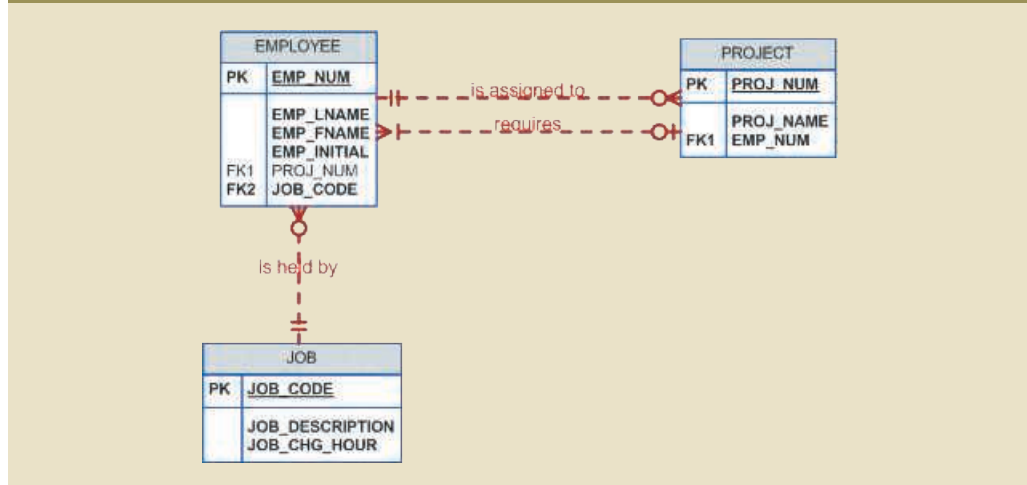 EMPLOYEE
PK EMP_NUM
EMP_LNAME
EMP_FNAME
EMP_INITIAL
FK1 PROJ_NUM
FK2 JOB_CODE
is assigned to
requires
PROJECT
PK PROJ_NUM
PROJ_NAME
FK1 EMP_NUM
is held by
JOB
PK JOB_CODE
JOB_DESCRIPTION
JOB_CHG_HOUR